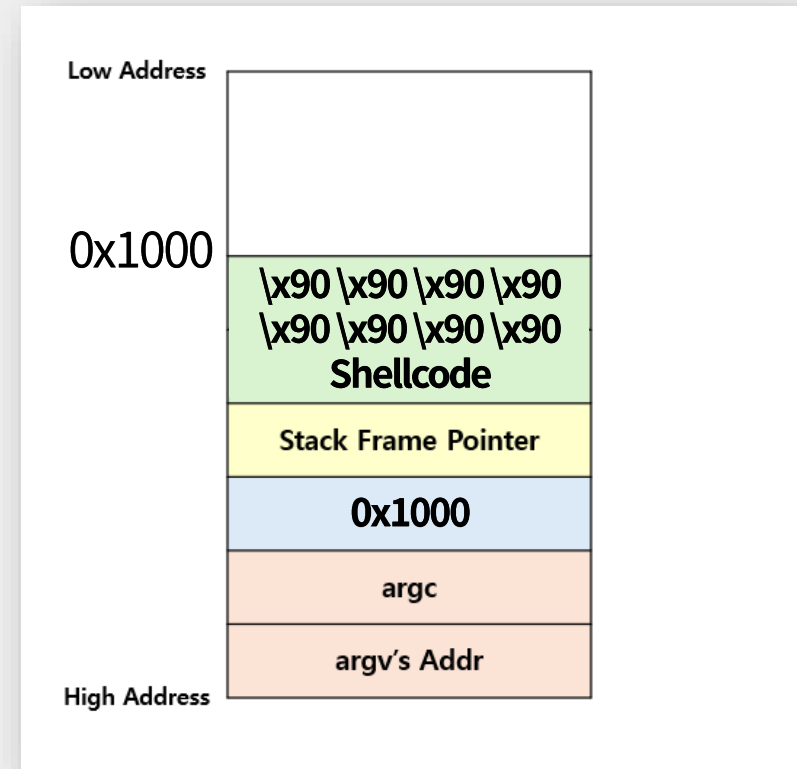 Low Address
0x1000
\x90 \x90 \x90 \x90
\x90 \x90 \x90 \x90
Shellcode
Stack Frame Pointer
0x1000
argc
argv's Addr
High Address